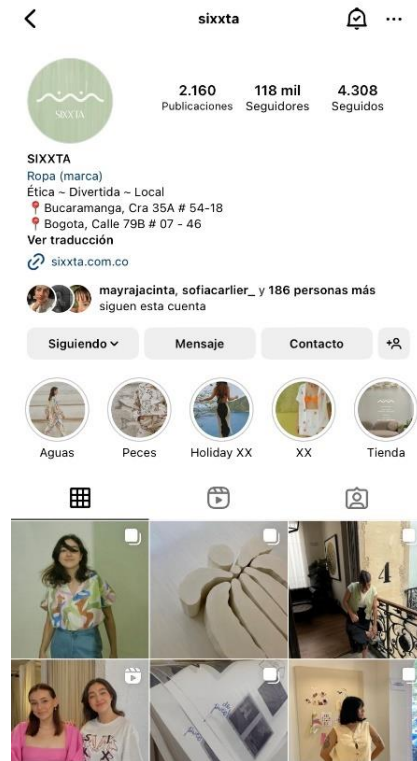 sixxta
SIXXTA
2.160 118 mil 4.308
Publicaciones Seguidores Seguidos
SIXXTA
Ropa (marca)
Ética ~ Divertida ~ Local
📍 Bucaramanga, Cra 35A # 54-18
📍 Bogota, Calle 79B # 07 - 46
Ver traducción
sixxta.com.co
mayrajacinta, sofiacarlier_ y 186 personas más
siguen esta cuenta
Siguiendo Mensaje Contacto
Aguas Peces Holiday XX XX Tienda
4